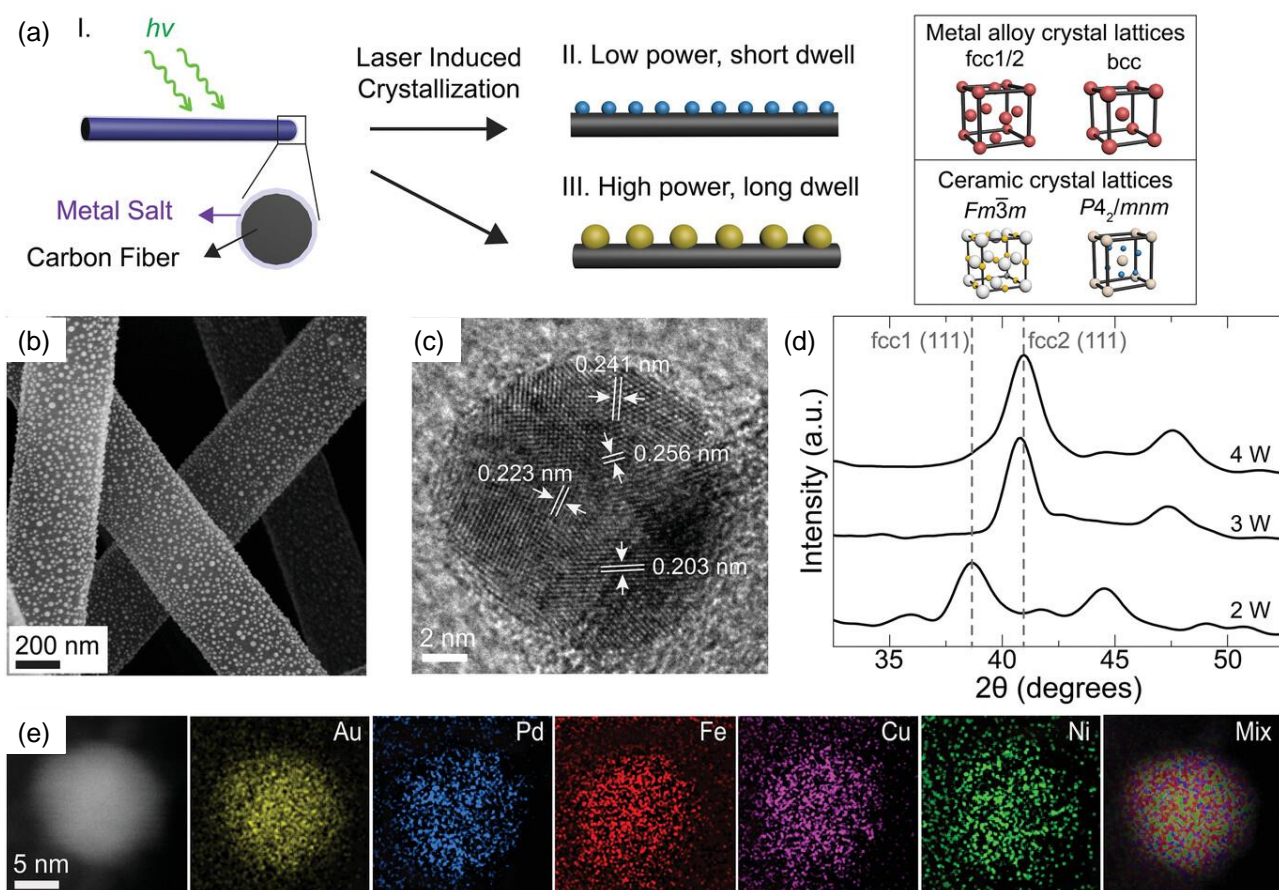 (a)
I.
hv
Metal Salt
Carbon Fiber
Laser Induced
Crystallization
II. Low power, short dwell
III. High power, long dwell
Metal alloy crystal lattices
fcc1/2
bcc
Ceramic crystal lattices
Fm3̅m
P4₂/mnm
(b)
200 nm
(c)
0.241 nm
0.256 nm
0.223 nm
0.203 nm
2 nm
(d)
fcc1 (111)
fcc2 (111)
4 W
3 W
2 W
Intensity (a.u.)
35
40
45
50
2θ (degrees)
(e)
5 nm
Au
Pd
Fe
Cu
Ni
Mix